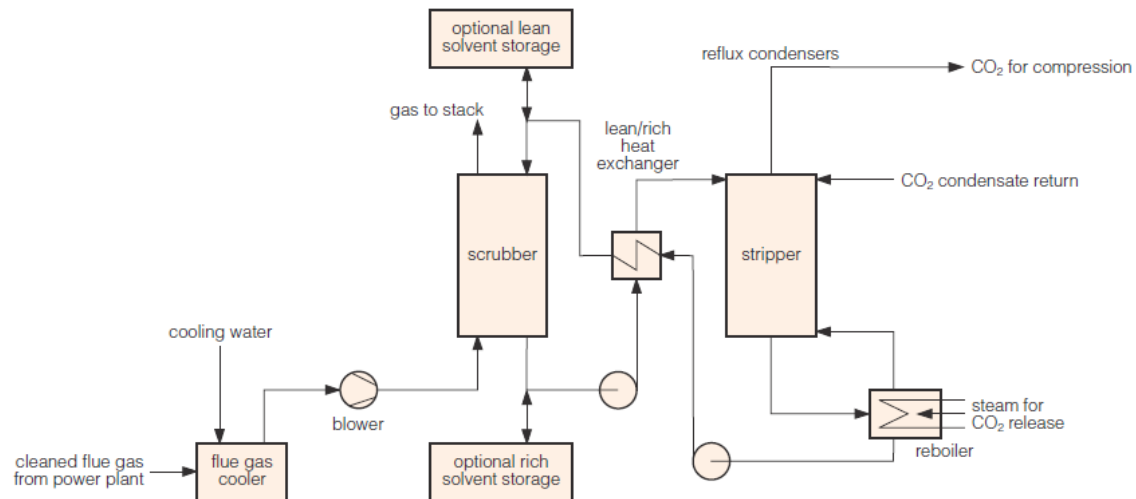 optional lean
solvent storage
reflux condensers
CO₂ for compression
gas to stack
lean/rich
heat
exchanger
CO₂ condensate return
scrubber
stripper
cooling water
blower
steam for
CO₂ release
reboiler
cleaned flue gas
from power plant
flue gas
cooler
optional rich
solvent storage